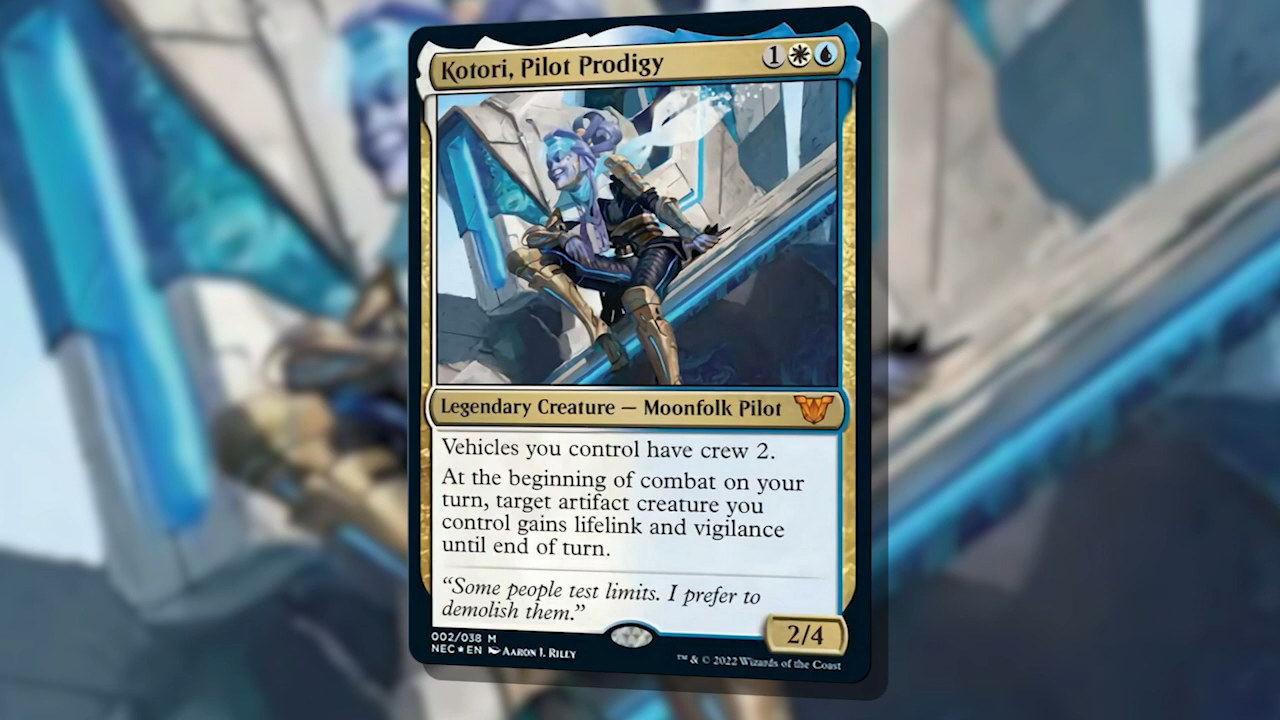 Kotori, Pilot Prodigy 1
Legendary Creature — Moonfolk Pilot
Vehicles you control have crew 2.
At the beginning of combat on your
turn, target artifact creature you
control gains lifelink and vigilance
until end of turn.
“Some people test limits. I prefer to
demolish them.”
2/4
002/038 M
NEC★EN Aaron J. Riley
™ & © 2022 Wizards of the Coast